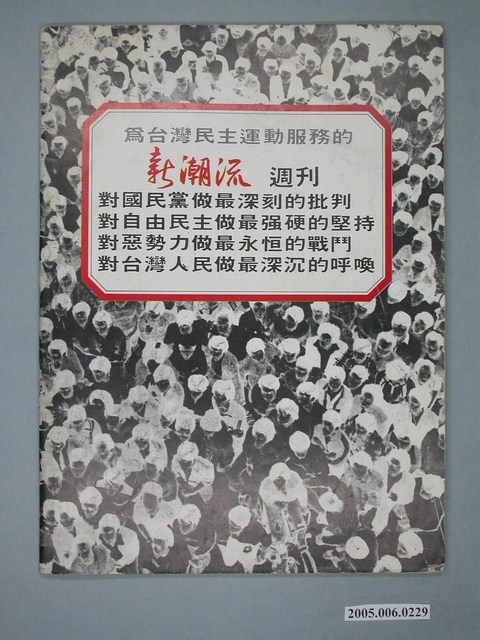 爲台灣民主運動服務的
新潮流 週刊
對國民黨做最深刻的批判
對自由民主做最强硬的堅持
對惡勢力做最永恒的戰鬥
對台灣人民做最深沉的呼喚
2005.006.0229